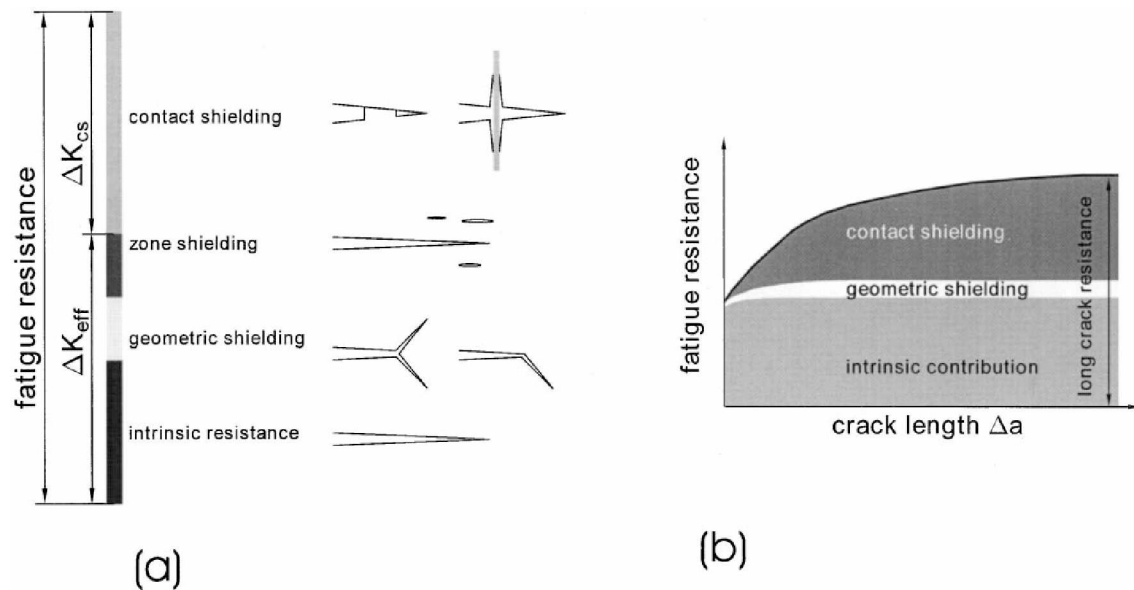 fatigue resistance
ΔK_cs
ΔK_eff
contact shielding
zone shielding
geometric shielding
intrinsic resistance
(a)
fatigue resistance
contact shielding
geometric shielding
intrinsic contribution
long crack resistance
crack length Δa
(b)